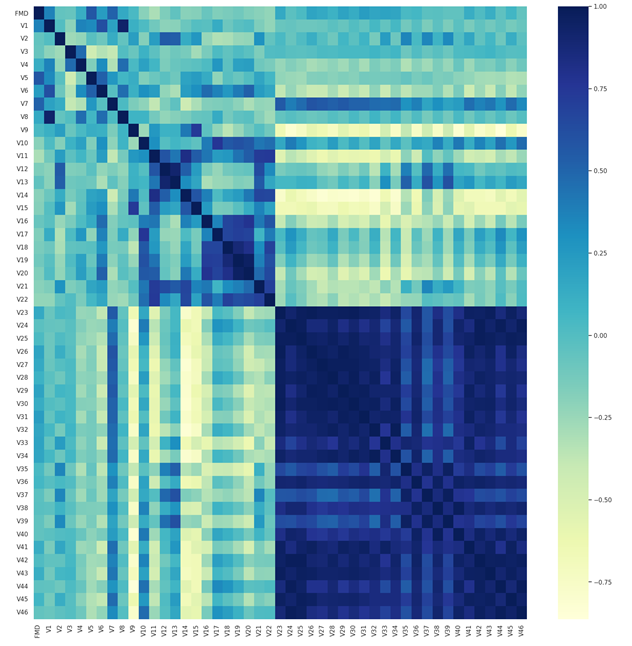 FMD
V1
V2
V3
V4
V5
V6
V7
V8
V9
V10
V11
V12
V13
V14
V15
V16
V17
V18
V19
V20
V21
V22
V23
V24
V25
V26
V27
V28
V29
V30
V31
V32
V33
V34
V35
V36
V37
V38
V39
V40
V41
V42
V43
V44
V45
V46
FMD V1 V2 V3 V4 V5 V6 V7 V8 V9 V10 V11 V12 V13 V14 V15 V16 V17 V18 V19 V20 V21 V22 V23 V24 V25 V26 V27 V28 V29 V30 V31 V32 V33 V34 V35 V36 V37 V38 V39 V40 V41 V42 V43 V44 V45 V46
1.00
0.75
0.50
0.25
0.00
−0.25
−0.50
−0.75